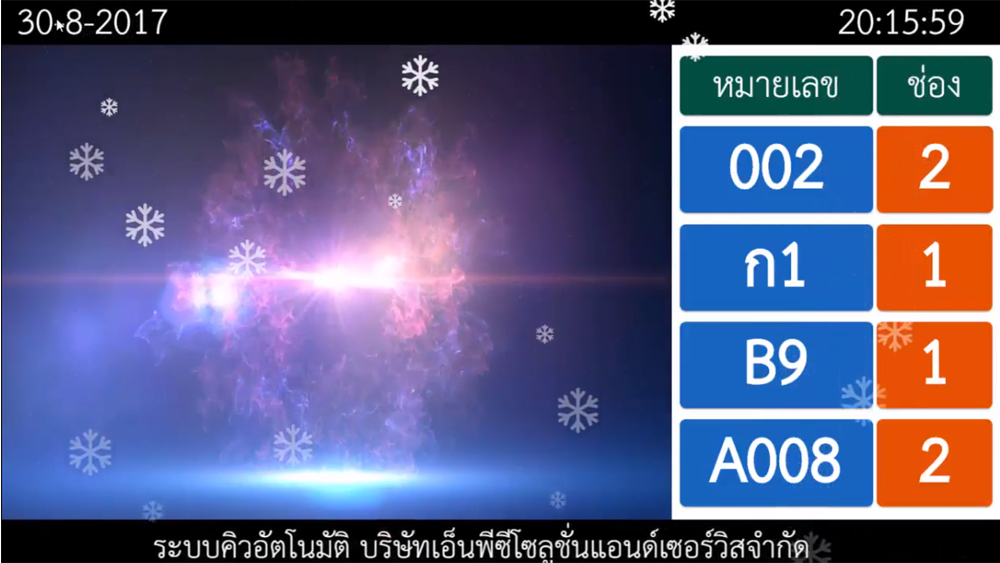 30-8-2017
20:15:59
หมายเลข ช่อง
002 2
ก1 1
B9 1
A008 2
ระบบคิวอัตโนมัติ บริษัทเอ็นพีซีโซลูชั่นแอนด์เซอร์วิสจำกัด